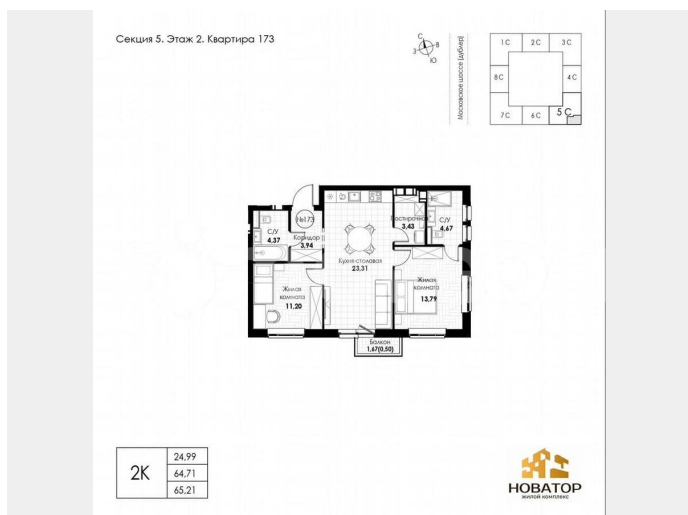 Секция 5. Этаж 2. Квартира 173
С
З
В
Ю
Московское шоссе (дублер)
1 С
2 С
3 С
8 С
4 С
7 С
6 С
5 С
№173
С/У
4,37
Коридор
3,94
Постирочная
3,43
С/У
4,67
Кухня-столовая
23,31
Жилая
комната
11,20
Жилая
комната
13,79
Балкон
1,67(0,50)
2К
24,99
64,71
65,21
НОВАТОР
ЖИЛОЙ КОМПЛЕКС